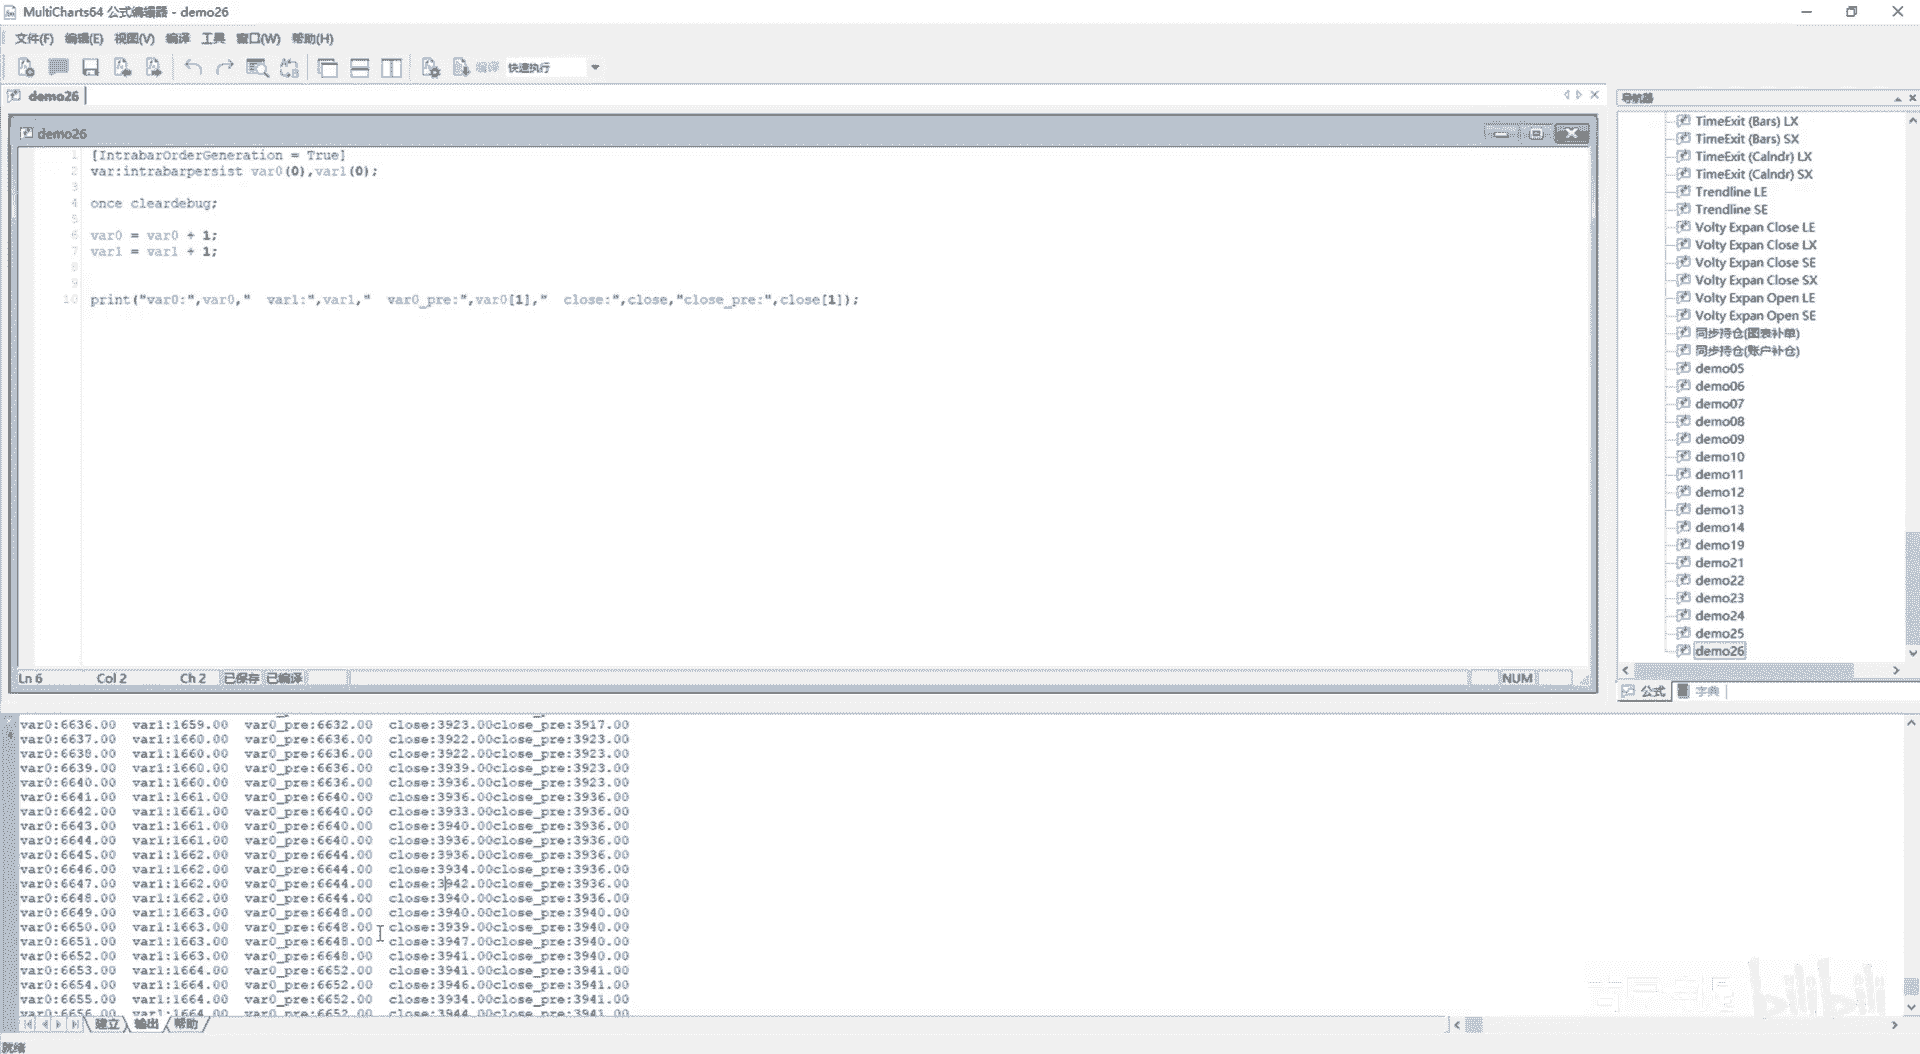 MultiCharts64 公式编辑器 - demo26
文件(F) 编辑(E) 视图(V) 编译 工具 窗口(W) 帮助(H)
编译 快速执行
demo26
导航器
demo26
1 [IntrabarOrderGeneration = True]
2 var:intrabarpersist var0(0),var1(0);
3
4 once cleardebug;
5
6 var0 = var0 + 1;
7 var1 = var1 + 1;
8
9
10 print("var0:",var0,"  var1:",var1,"  var0_pre:",var0[1],"  close:",close,"close_pre:",close[1]);
Ln 6 Col 2 Ch 2 已保存 已编译 NUM
TimeExit (Bars) LX
TimeExit (Bars) SX
TimeExit (Calndr) LX
TimeExit (Calndr) SX
Trendline LE
Trendline SE
Volty Expan Close LE
Volty Expan Close LX
Volty Expan Close SE
Volty Expan Close SX
Volty Expan Open LE
Volty Expan Open SE
同步持仓(图表补单)
同步持仓(账户补仓)
demo05
demo06
demo07
demo08
demo09
demo10
demo11
demo12
demo13
demo14
demo19
demo21
demo22
demo23
demo24
demo25
demo26
公式 字典
var0:6636.00  var1:1659.00  var0_pre:6632.00  close:3923.00close_pre:3917.00
var0:6637.00  var1:1660.00  var0_pre:6636.00  close:3922.00close_pre:3923.00
var0:6638.00  var1:1660.00  var0_pre:6636.00  close:3922.00close_pre:3923.00
var0:6639.00  var1:1660.00  var0_pre:6636.00  close:3939.00close_pre:3923.00
var0:6640.00  var1:1660.00  var0_pre:6636.00  close:3936.00close_pre:3923.00
var0:6641.00  var1:1661.00  var0_pre:6640.00  close:3936.00close_pre:3936.00
var0:6642.00  var1:1661.00  var0_pre:6640.00  close:3933.00close_pre:3936.00
var0:6643.00  var1:1661.00  var0_pre:6640.00  close:3940.00close_pre:3936.00
var0:6644.00  var1:1661.00  var0_pre:6640.00  close:3936.00close_pre:3936.00
var0:6645.00  var1:1662.00  var0_pre:6644.00  close:3936.00close_pre:3936.00
var0:6646.00  var1:1662.00  var0_pre:6644.00  close:3934.00close_pre:3936.00
var0:6647.00  var1:1662.00  var0_pre:6644.00  close:3942.00close_pre:3936.00
var0:6648.00  var1:1662.00  var0_pre:6644.00  close:3940.00close_pre:3936.00
var0:6649.00  var1:1663.00  var0_pre:6648.00  close:3940.00close_pre:3940.00
var0:6650.00  var1:1663.00  var0_pre:6648.00  close:3939.00close_pre:3940.00
var0:6651.00  var1:1663.00  var0_pre:6648.00  close:3947.00close_pre:3940.00
var0:6652.00  var1:1663.00  var0_pre:6648.00  close:3941.00close_pre:3940.00
var0:6653.00  var1:1664.00  var0_pre:6652.00  close:3941.00close_pre:3941.00
var0:6654.00  var1:1664.00  var0_pre:6652.00  close:3946.00close_pre:3941.00
var0:6655.00  var1:1664.00  var0_pre:6652.00  close:3934.00close_pre:3941.00
var0:6656.00  var1:1664.00  var0_pre:6652.00  close:3944.00close_pre:3941.00
建立 输出 帮助
bilibili
就绪